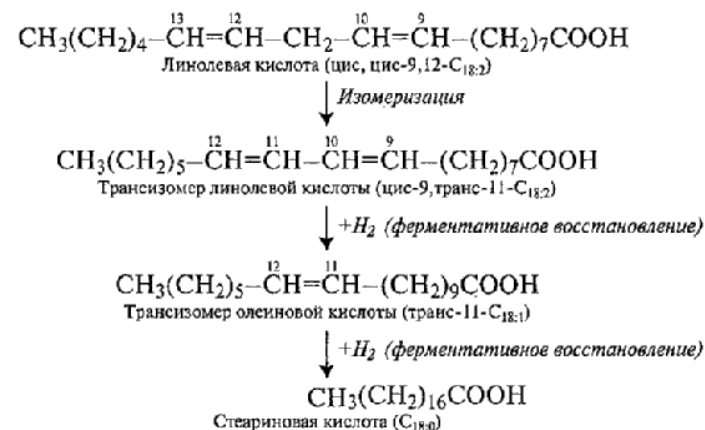 13 12 10 9
CH3(CH2)4–CH=CH–CH2–CH=CH–(CH2)7COOH
Линолевая кислота (цис, цис-9,12-C18:2)
Изомеризация
12 11 10 9
CH3(CH2)5–CH=CH–CH=CH–(CH2)7COOH
Трансизомер линолевой кислоты (цис-9,транс-11-C18:2)
+H2 (ферментативное восстановление)
12 11
CH3(CH2)5–CH=CH–(CH2)9COOH
Трансизомер олеиновой кислоты (транс-11-C18:1)
+H2 (ферментативное восстановление)
CH3(CH2)16COOH
Стеариновая кислота (C18:0)